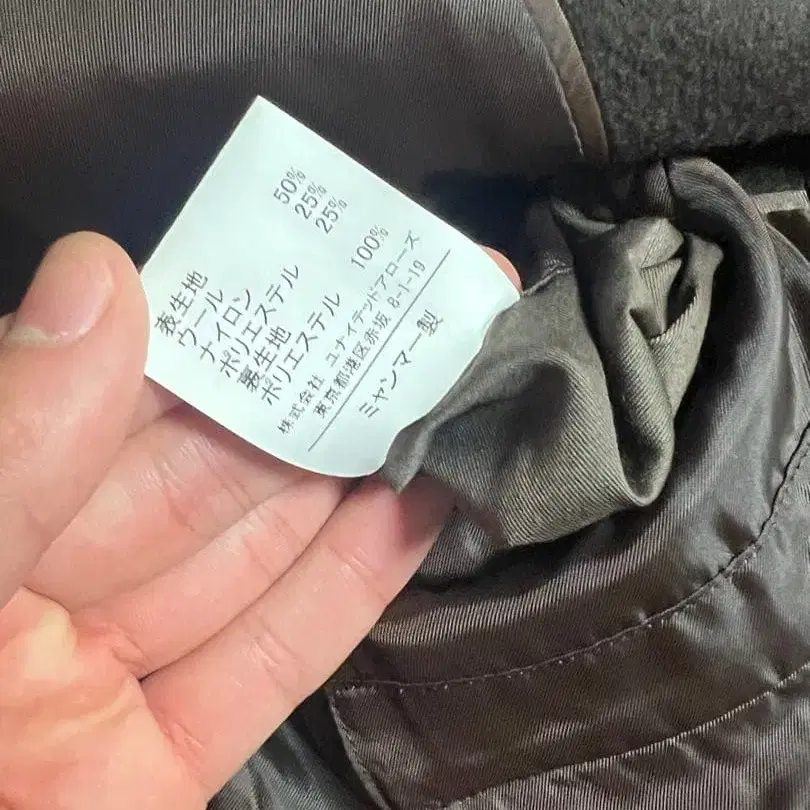 表生地
ウール 50%
ナイロン 25%
ポリエステル 25%
裏生地
ポリエステル 100%
株式会社 ユナイテッドアローズ
東京都港区赤坂 8-1-19
ミャンマー製